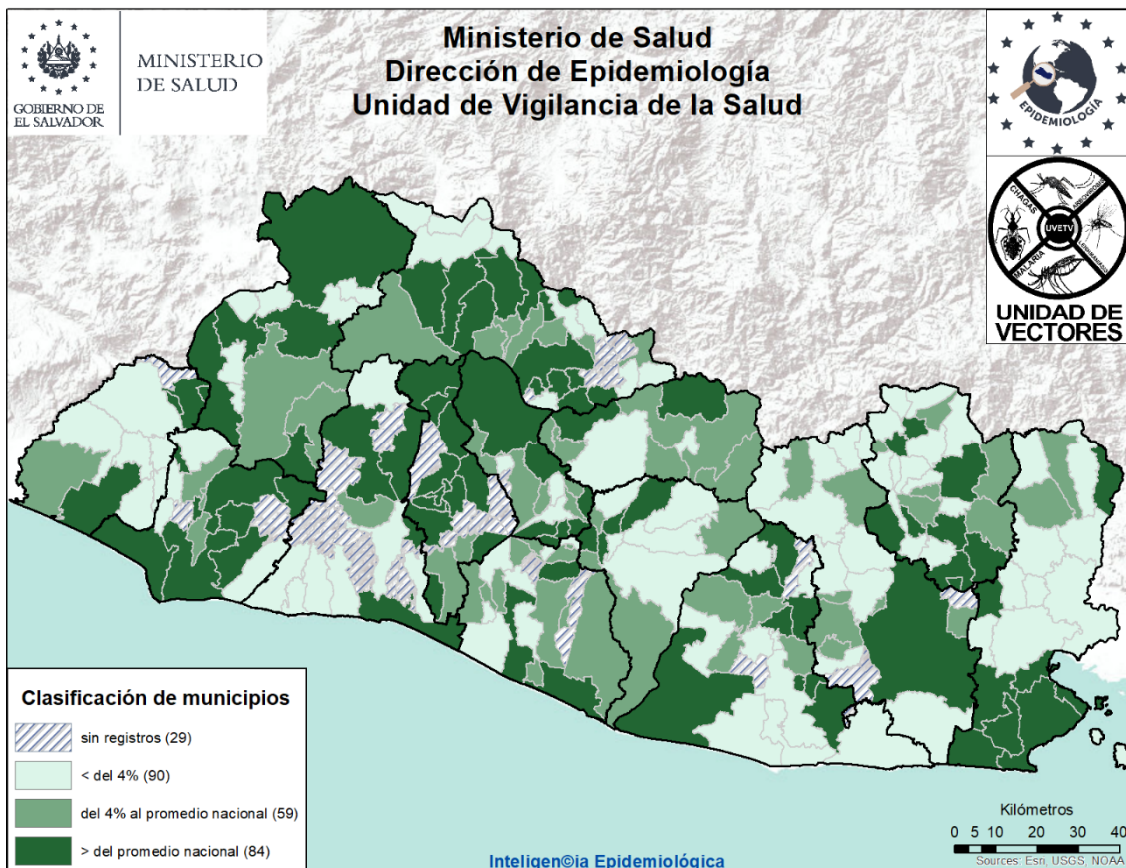 GOBIERNO DE
EL SALVADOR
MINISTERIO
DE SALUD
Ministerio de Salud
Dirección de Epidemiología
Unidad de Vigilancia de la Salud
EPIDEMIOLOGÍA
CHAGAS
UVETV
MALARIA
UNIDAD DE
VECTORES
Clasificación de municipios
sin registros (29)
< del 4% (90)
del 4% al promedio nacional (59)
> del promedio nacional (84)
Inteligen©ia Epidemiológica
Kilómetros
0 5 10 20 30 40
Sources: Esri, USGS, NOAA